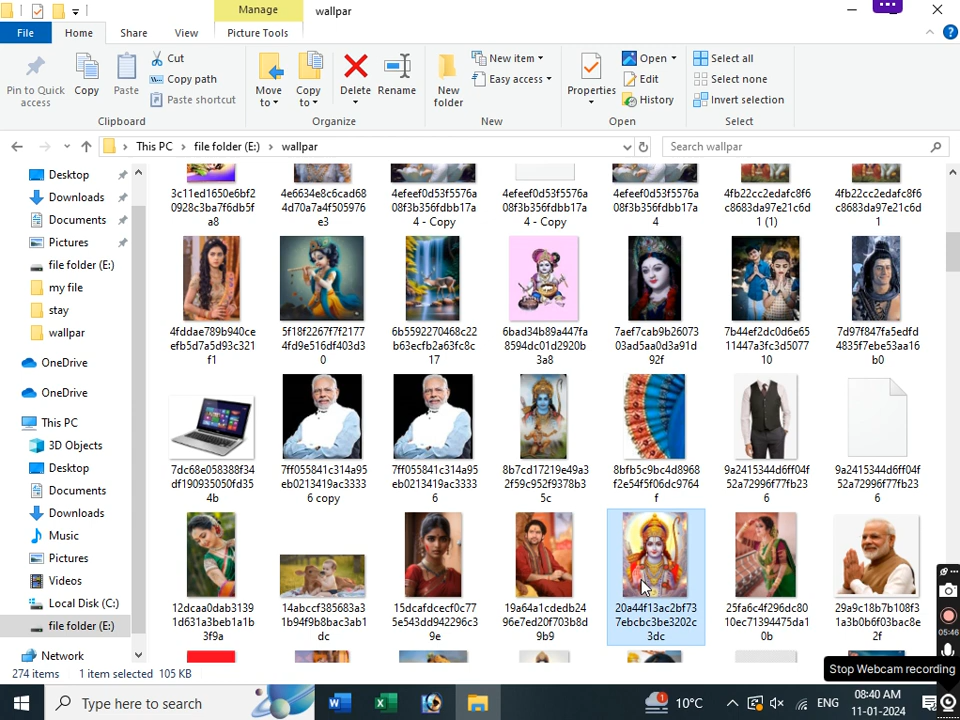 Manage
wallpar
File
Home
Share
View
Picture Tools
Pin to Quick access
Copy
Paste
Cut
Copy path
Paste shortcut
Clipboard
Move to
Copy to
Delete
Rename
Organize
New folder
New item
Easy access
New
Properties
Open
Edit
History
Open
Select all
Select none
Invert selection
Select
This PC > file folder (E:) > wallpar
Search wallpar
Desktop
Downloads
Documents
Pictures
file folder (E:)
my file
stay
wallpar
OneDrive
OneDrive
This PC
3D Objects
Desktop
Documents
Downloads
Music
Pictures
Videos
Local Disk (C:)
file folder (E:)
Network
3c11ed1650e6bf2
0928c3ba7f6db5f
a8
4e6634e8c6cad68
4d70a7a4f505976
e3
4efeef0d53f5576a
08f3b356fdbb17a
4 - Copy
4efeef0d53f5576a
08f3b356fdbb17a
4 - Copy
4efeef0d53f5576a
08f3b356fdbb17a
4
4fb22cc2edafc8f6
c8683da97e21c6d
1 (1)
4fb22cc2edafc8f6
c8683da97e21c6d
1
4fddae789b940ce
efb5d7a5d93c321
f1
5f18f2267f7f2177
4fd9e516df403d3
0
6b5592270468c22
b63ecfb2a63fc8c
17
6bad34b89a447fa
8594dc01d2920b
3a8
7aef7cab9b26073
03ad5aa0d3a91d
92f
7b44ef2dc0d6e65
11447a3fc3d5077
10
7d97f847fa5edfd
4835f7ebe53aa16
b0
7dc68e058388f34
df190935050fd35
4b
7ff055841c314a95
eb0213419ac3333
6 copy
7ff055841c314a95
eb0213419ac3333
6
8b7cd17219e49a3
2f59c952f9378b3
5c
8bfb5c9bc4d8968
f2e54f5f06dc9764
f
9a2415344d6ff04f
52a72996f77fb23
6
9a2415344d6ff04f
52a72996f77fb23
6
12dcaa0dab3139
1d631a3beb1a1b
3f9a
14abccf385683a3
1b94f9b8bac3ab1
dc
15dcafdcecf0c77
5e543dd942296c3
9e
19a64a1cdedb24
96e7ed20f703b8d
9b9
20a44f13ac2bf73
7ebcbc3be3202c
3dc
25fa6c4f296dc80
10ec71394475da1
0b
29a9c18b7b108f3
1a3b0b6f03bac8e
2f
274 items
1 item selected 105 KB
05:46
Stop Webcam recording
Type here to search
1
10°C
ENG
08:40 AM
11-01-2024